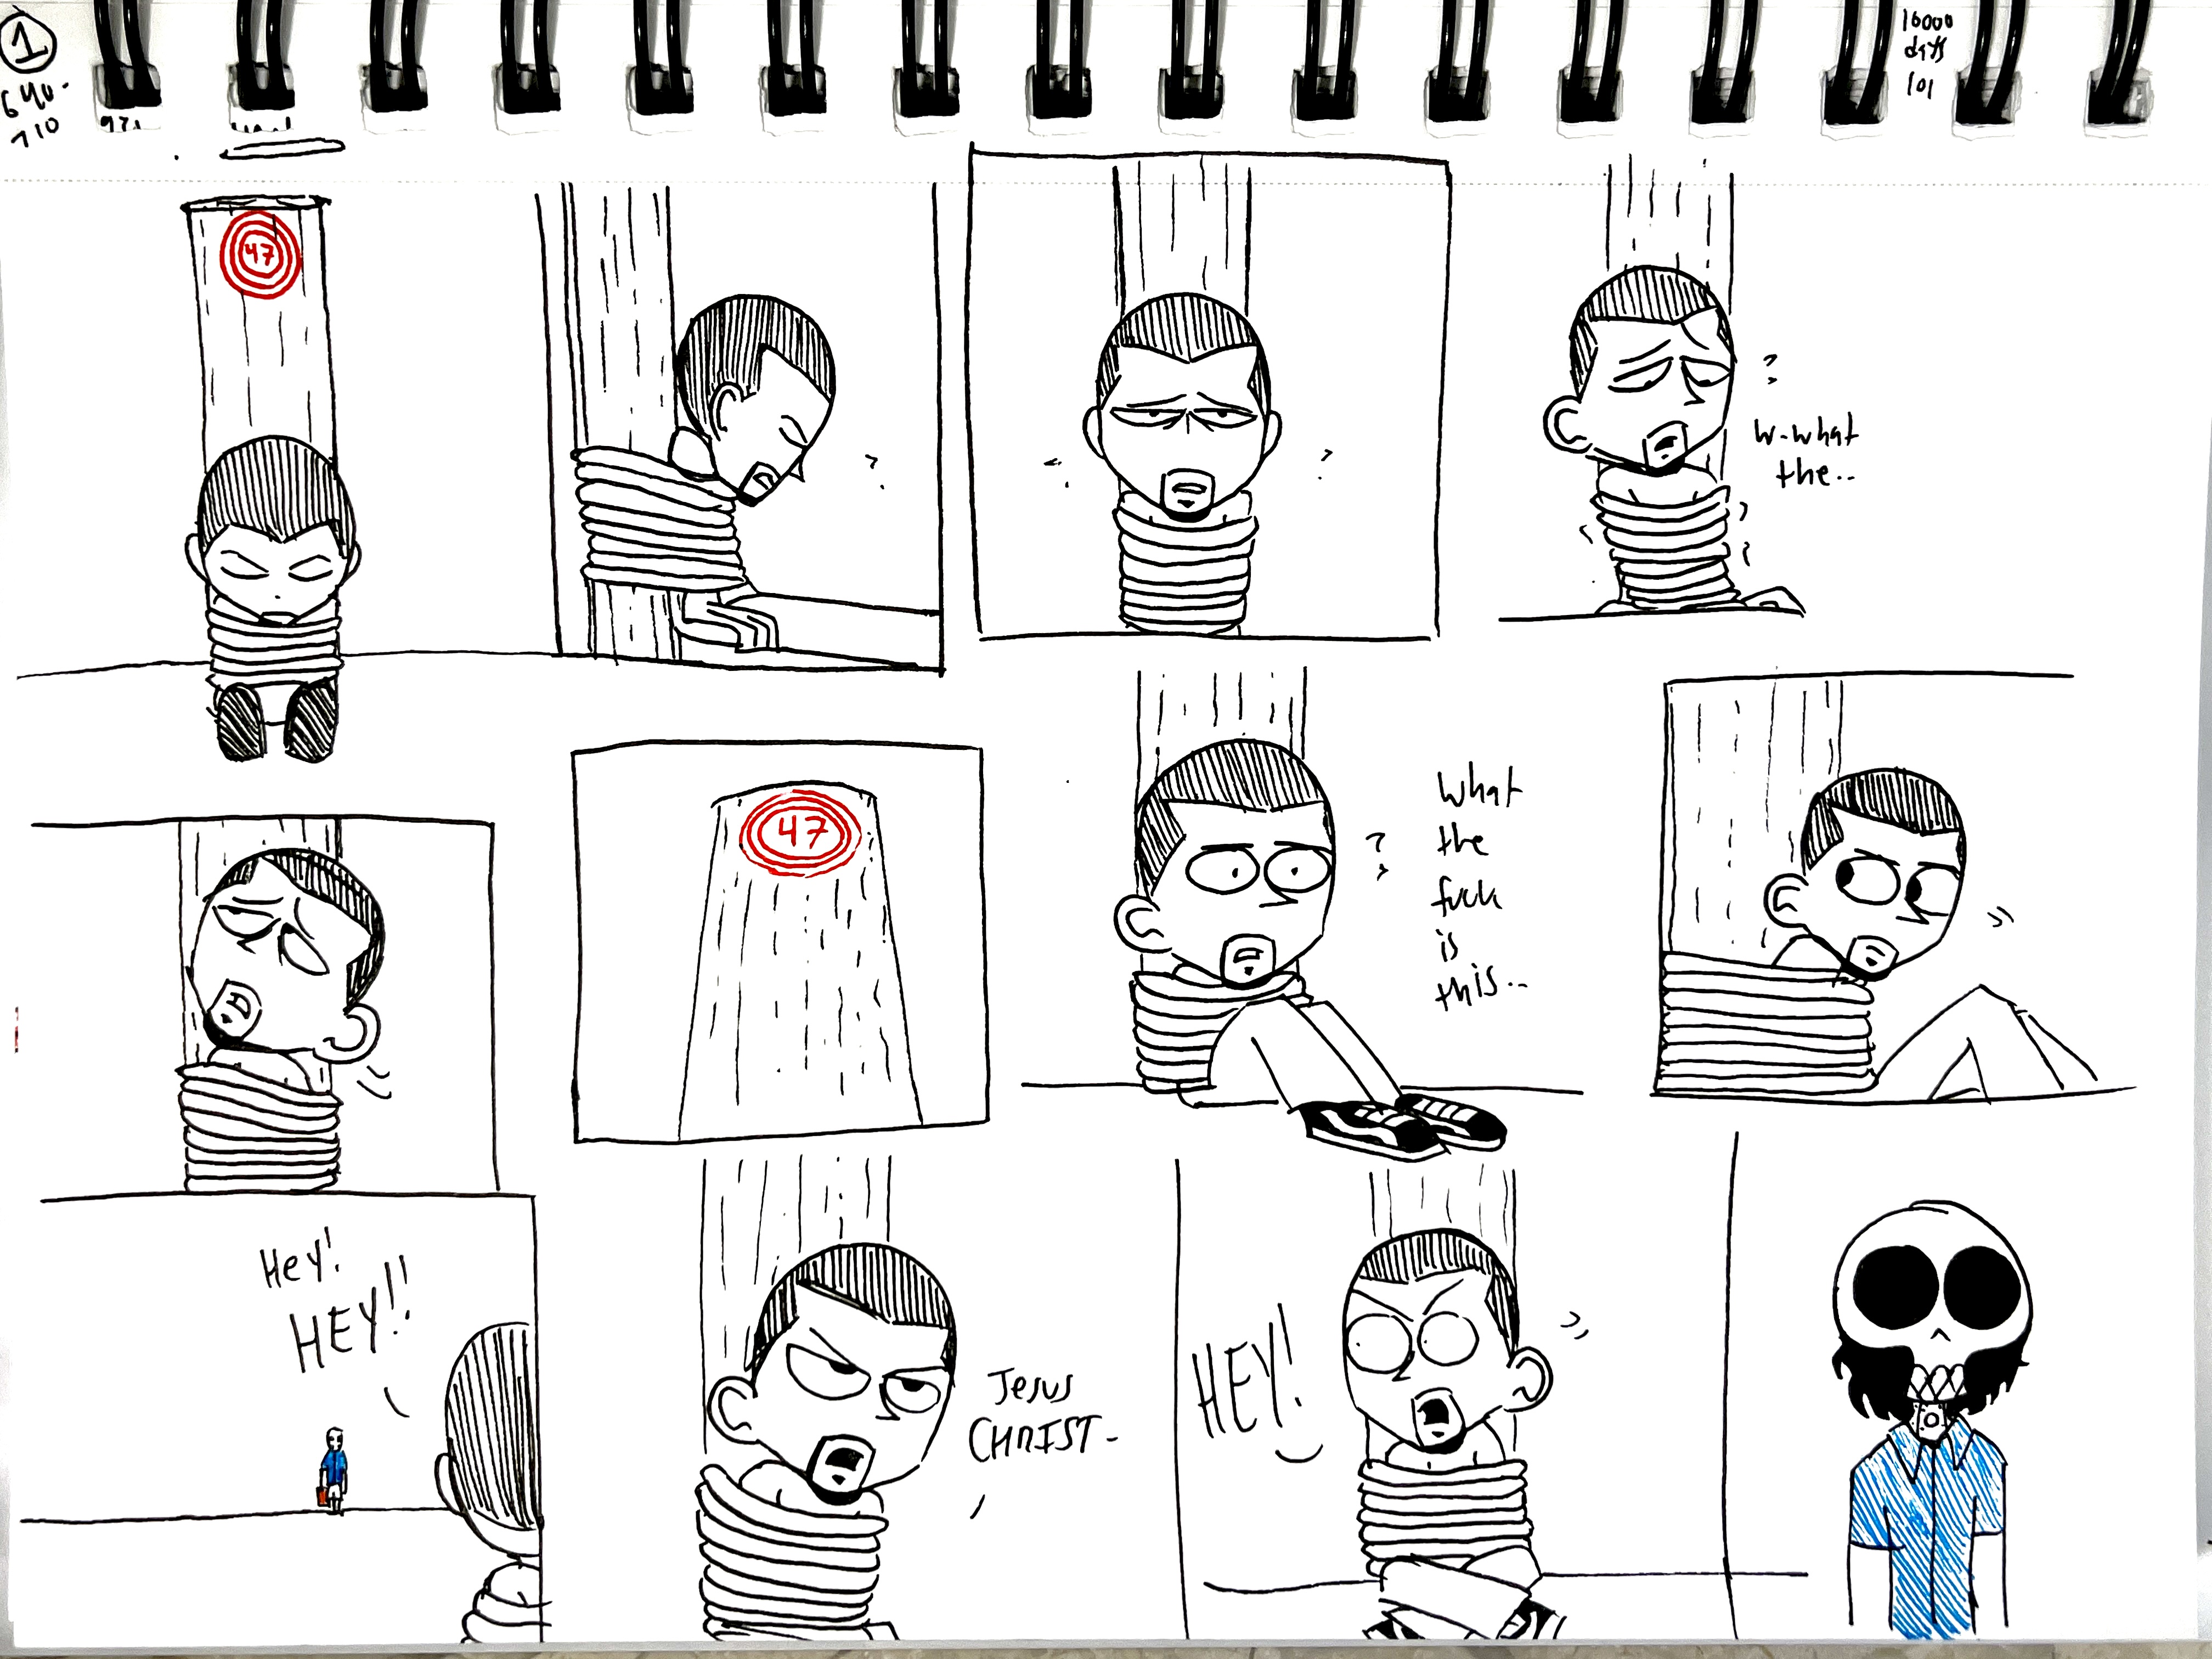 1
640-
710
10000
days
101
47
w-what
the..
47
what
the
fuck
is
this..
Hey!
HEY!!
Jesus
CHRIST-
HEY!